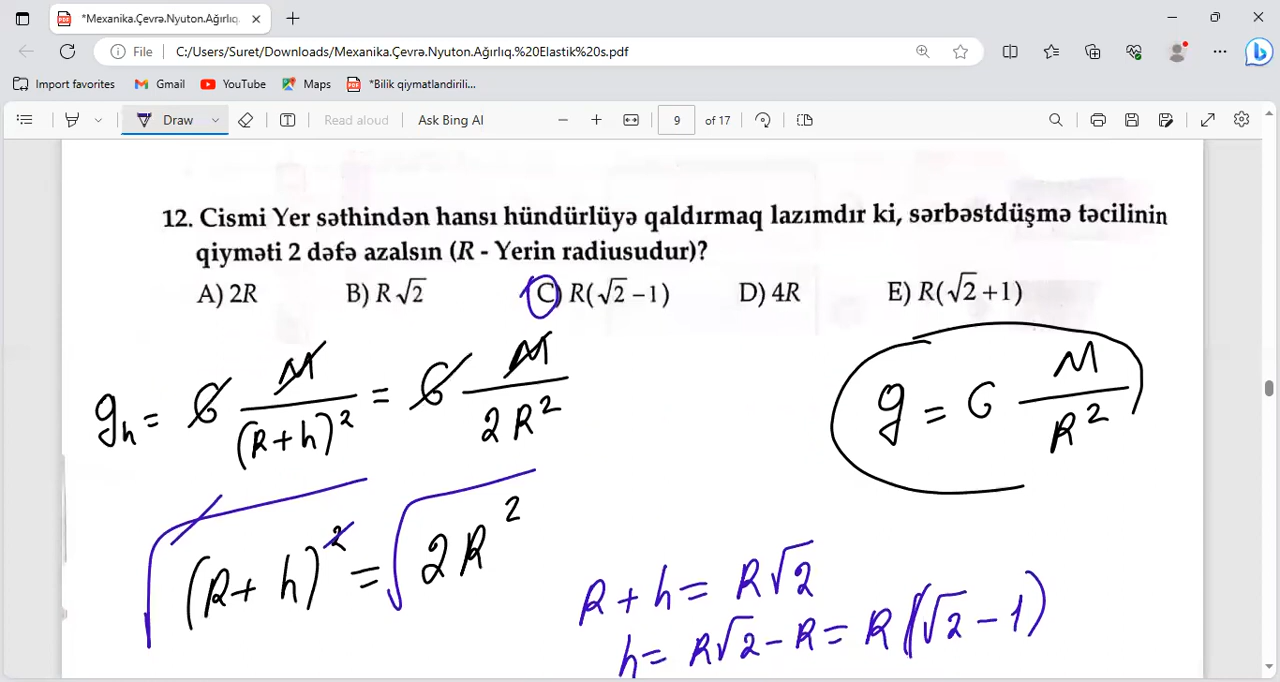 *Mexanika.Çevrə.Nyuton.Ağırlıq.
File C:/Users/Suret/Downloads/Mexanika.Çevrə.Nyuton.Ağırlıq.%20Elastik%20s.pdf
Import favorites Gmail YouTube Maps *Bilik qiymatlandirili...
Draw Read aloud Ask Bing AI 9 of 17
12. Cismi Yer səthindən hansı hündürlüyə qaldırmaq lazımdır ki, sərbəstdüşmə təcilinin
qiyməti 2 dəfə azalsın (R - Yerin radiusudur)?
A) 2R B) R√2 C) R(√2 −1) D) 4R E) R(√2 +1)
g_h = G M/(R+h)² = G M/2R²
g = G M/R²
√(R+h)² = √2R²
R + h = R√2
h = R√2 − R = R(√2 − 1)